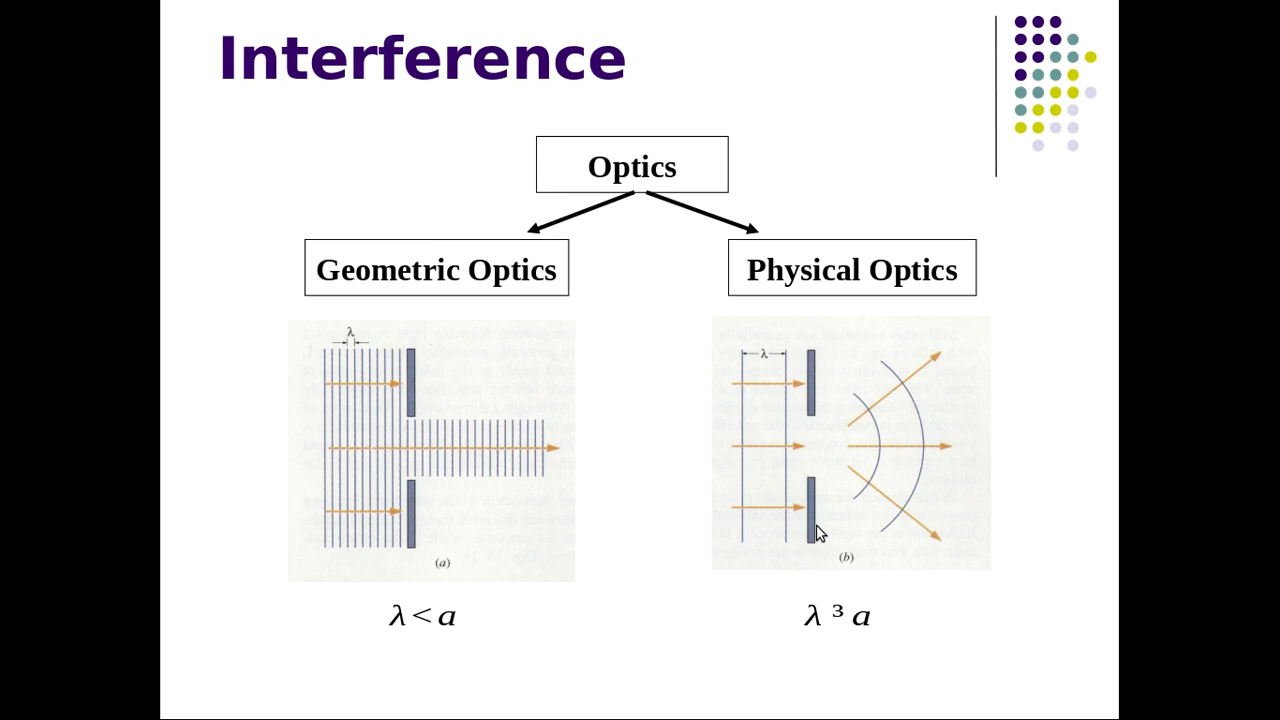 Interference
Optics
Geometric Optics
Physical Optics
λ
λ
(a)
(b)
λ < a
λ ³ a